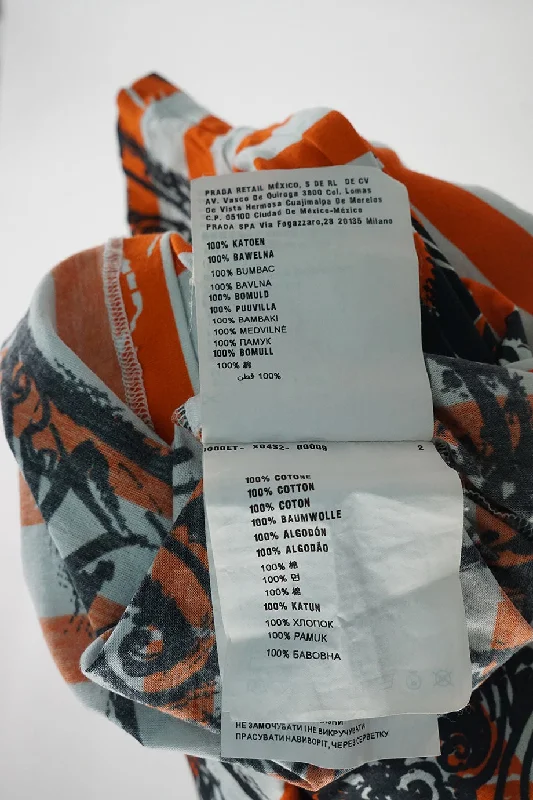 PRADA RETAIL MÉXICO, S DE RL DE CV
AV. Vasco De Quiroga 3800 Col. Lomas
De Vista Hermosa Cuajimalpa De Morelos
C.P. 05100 Ciudad De México-México
PRADA SPA Via Fogazzaro,28 20135 Milano
100% KATOEN
100% BAWEŁNA
100% BUMBAC
100% BAVLNA
100% BOMULD
100% PUUVILLA
100% BAMBAKI
100% MEDVILNĖ
100% ПАМУК
100% BOMULL
100% 綿
100% قطن
2
100% COTONE
100% COTTON
100% COTON
100% BAUMWOLLE
100% ALGODÓN
100% ALGODÃO
100% 棉
100% 면
100% 棉
100% KATUN
100% ХЛОПОК
100% PAMUK
100% БАВОВНА
НЕ ЗАМОЧУВАТИ І НЕ ВИКРУЧУВАТИ
ПРАСУВАТИ НАВИВОРІТ, ЧЕРЕЗ СЕРВЕТКУ